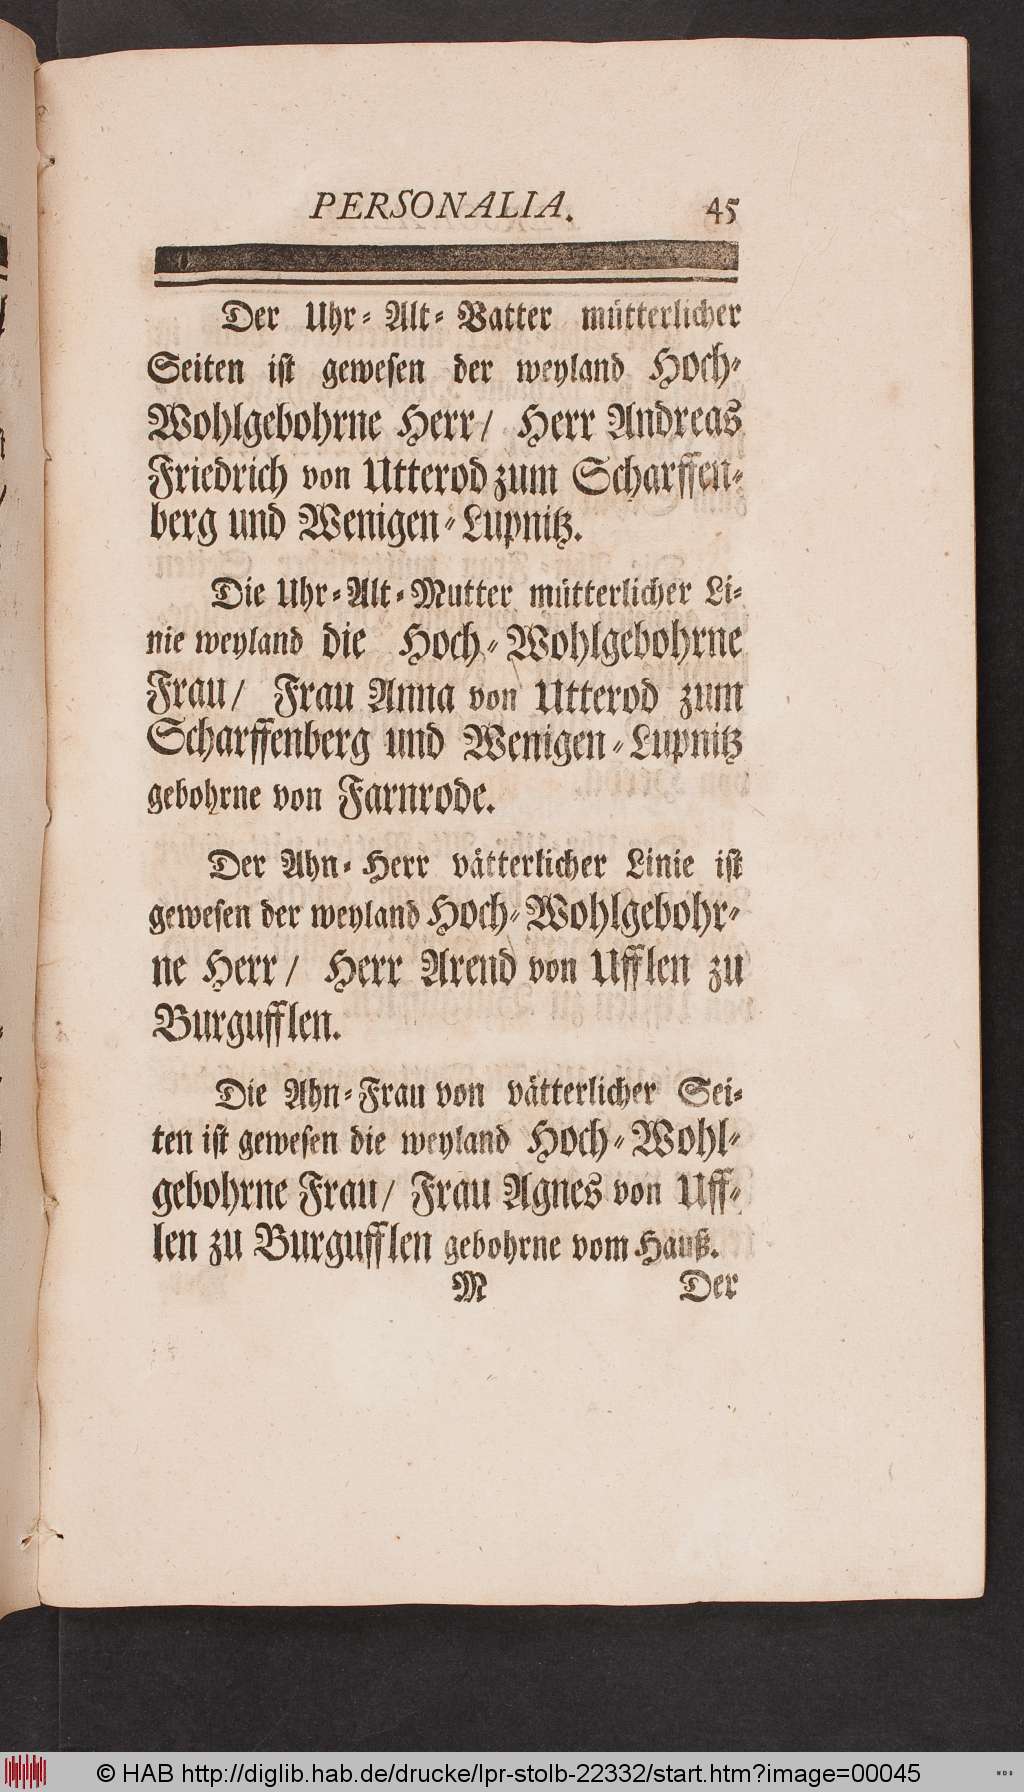 PERSONALIA. 45
Der Uhr-Alt-Vatter mütterlicher
Seiten ist gewesen der weyland Hoch-
Wohlgebohrne Herr/ Herr Andreas
Friedrich von Utterod zum Scharffen-
berg und Wenigen-Lupnitz.
Die Uhr-Alt-Mutter mütterlicher Li-
nie weyland die Hoch-Wohlgebohrne
Frau/ Frau Anna von Utterod zum
Scharffenberg und Wenigen-Lupnitz
gebohrne von Farnrode.
Der Ahn-Herr vätterlicher Linie ist
gewesen der weyland Hoch-Wohlgebohr-
ne Herr/ Herr Arend von Ufflen zu
Burgufflen.
Die Ahn-Frau von vätterlicher Sei-
ten ist gewesen die weyland Hoch-Wohl-
gebohrne Frau/ Frau Agnes von Uff-
len zu Burgufflen gebohrne vom Hauß.
M Der
© HAB http://diglib.hab.de/drucke/lpr-stolb-22332/start.htm?image=00045